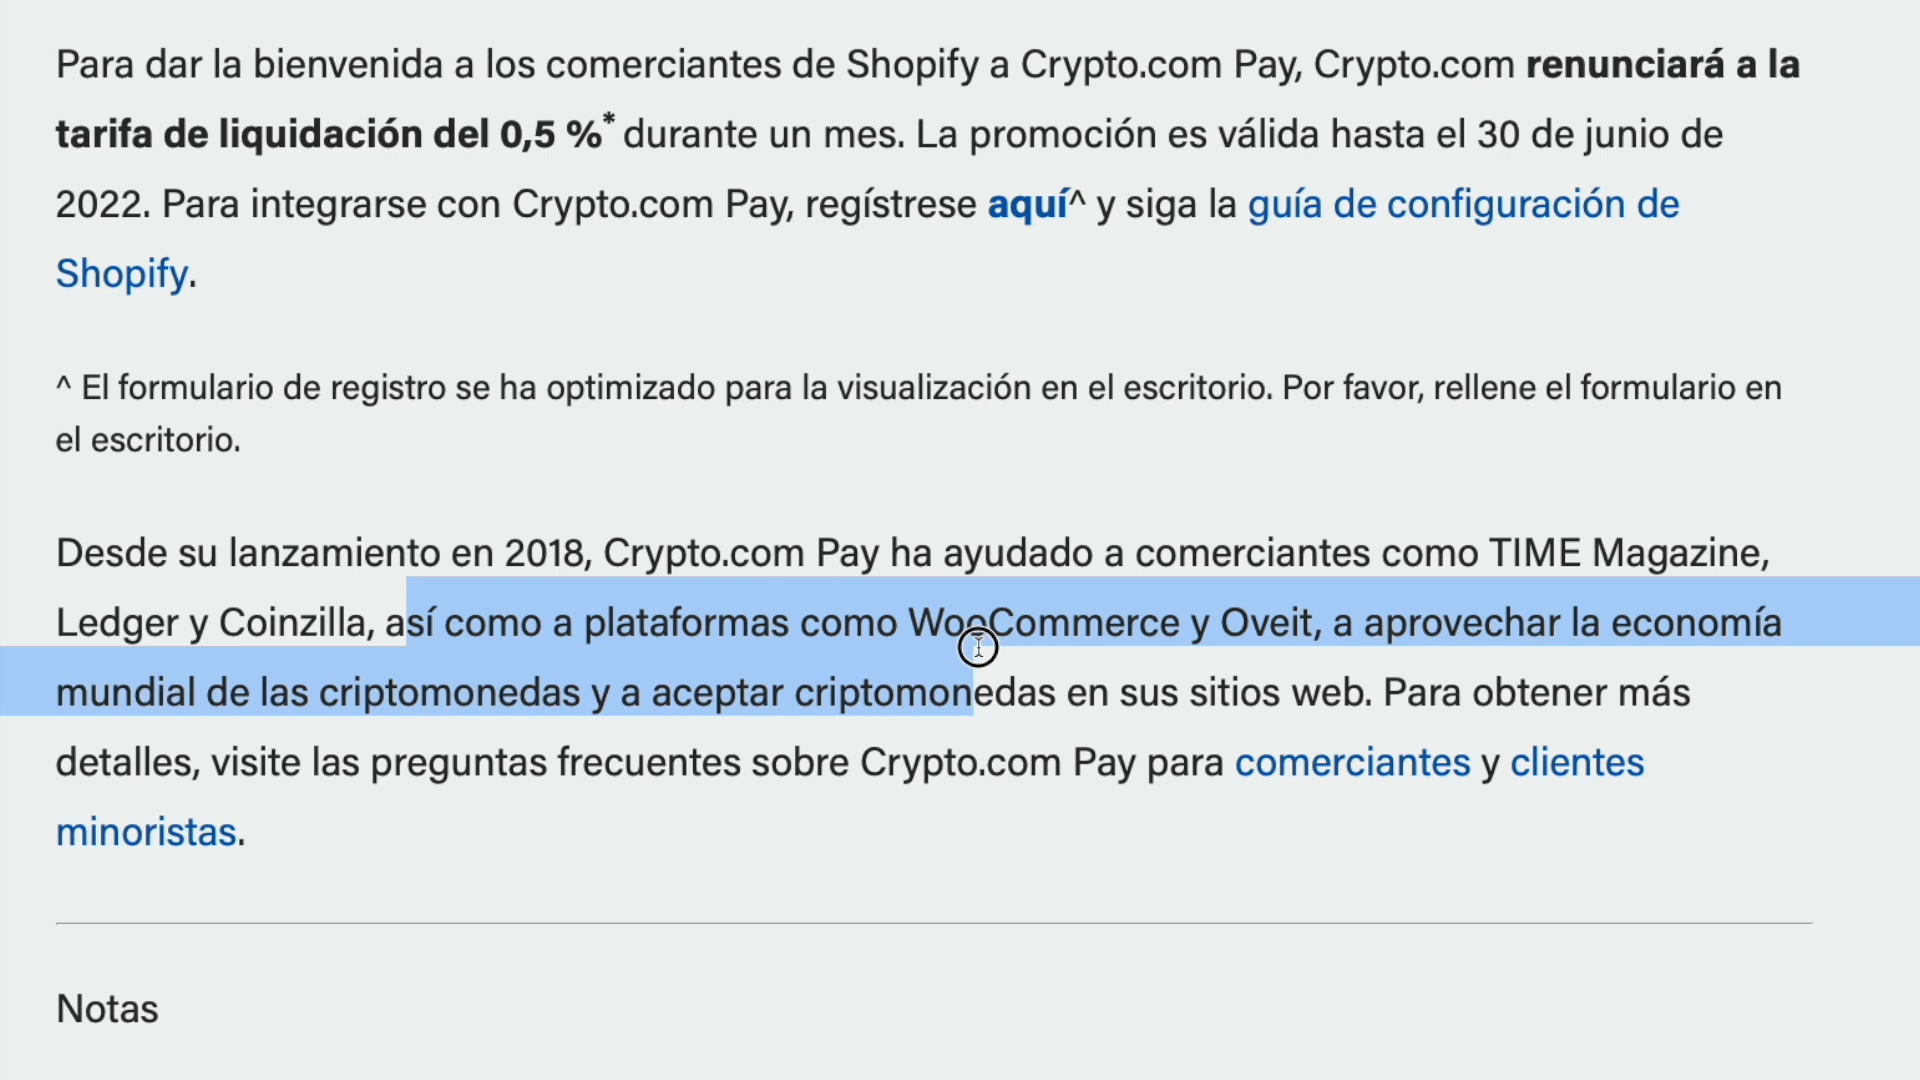 Para dar la bienvenida a los comerciantes de Shopify a Crypto.com Pay, Crypto.com renunciará a la
tarifa de liquidación del 0,5 %* durante un mes. La promoción es válida hasta el 30 de junio de
2022. Para integrarse con Crypto.com Pay, regístrese aquí^ y siga la guía de configuración de
Shopify.
^ El formulario de registro se ha optimizado para la visualización en el escritorio. Por favor, rellene el formulario en
el escritorio.
Desde su lanzamiento en 2018, Crypto.com Pay ha ayudado a comerciantes como TIME Magazine,
Ledger y Coinzilla, así como a plataformas como WooCommerce y Oveit, a aprovechar la economía
mundial de las criptomonedas y a aceptar criptomonedas en sus sitios web. Para obtener más
detalles, visite las preguntas frecuentes sobre Crypto.com Pay para comerciantes y clientes
minoristas.
Notas